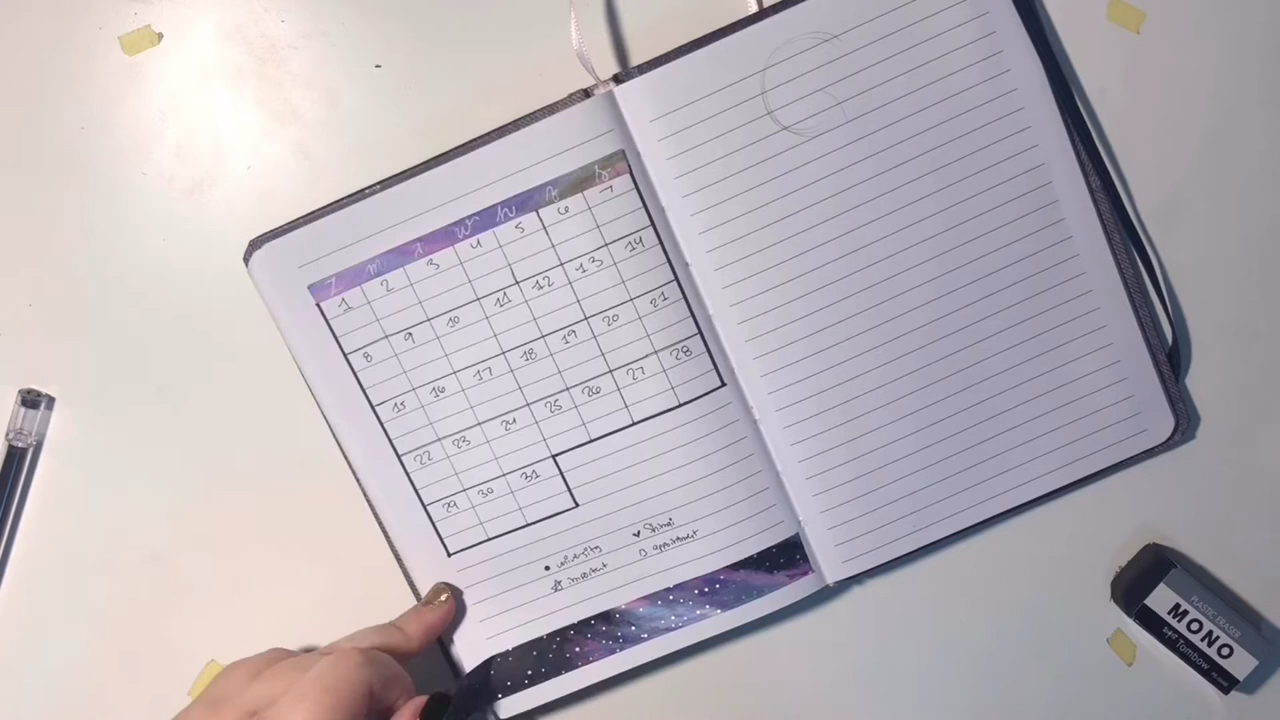 Z m t w h f s
1 2 3 4 5 6 7
8 9 10 11 12 13 14
15 16 17 18 19 20 21
22 23 24 25 26 27 28
29 30 31
• university ♥ Shinai
☆ important D appointment
PLASTIC ERASER
MONO
Tombow